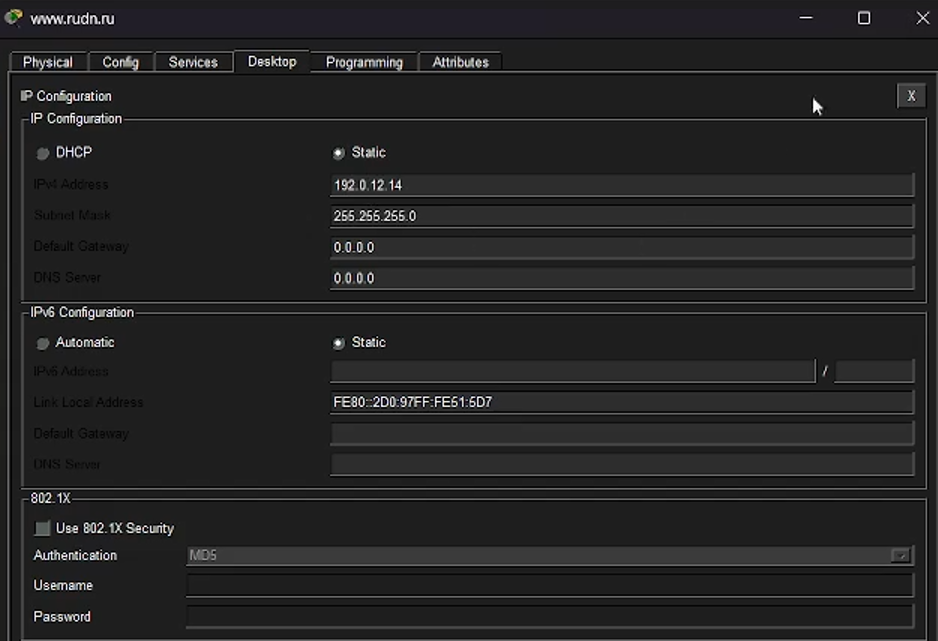 www.rudn.ru
Physical Config Services Desktop Programming Attributes
IP Configuration X
IP Configuration
DHCP Static
IPv4 Address 192.0.12.14
Subnet Mask 255.255.255.0
Default Gateway 0.0.0.0
DNS Server 0.0.0.0
IPv6 Configuration
Automatic Static
IPv6 Address /
Link Local Address FE80::2D0:97FF:FE51:5D7
Default Gateway
DNS Server
802.1X
Use 802.1X Security
Authentication MD5
Username
Password